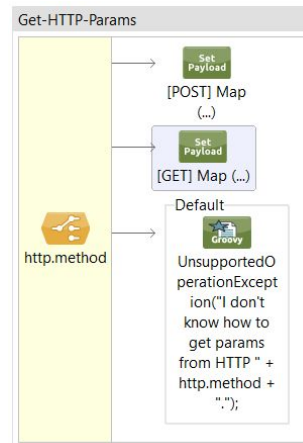 Get-HTTP-Params
Set
Payload
[POST] Map
(...)
Set
Payload
[GET] Map (...)
http.method
Default
Groovy
UnsupportedO
perationExcept
ion("I don't
know how to
get params
from HTTP " +
http.method +
".");